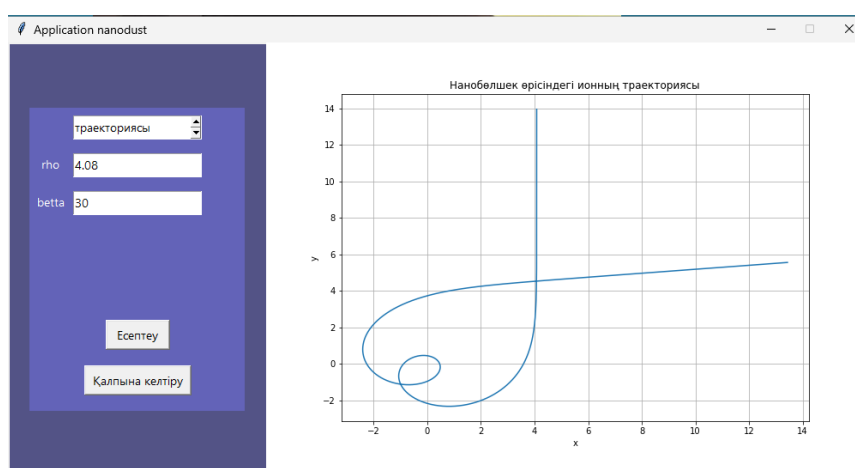 Application nanodust
траекториясы
rho 4.08
betta 30
Есептеу
Қалпына келтіру
Нанобөлшек өрісіндегі ионның траекториясы
14
12
10
8
6
4
2
0
−2
y
−2 0 2 4 6 8 10 12 14
x